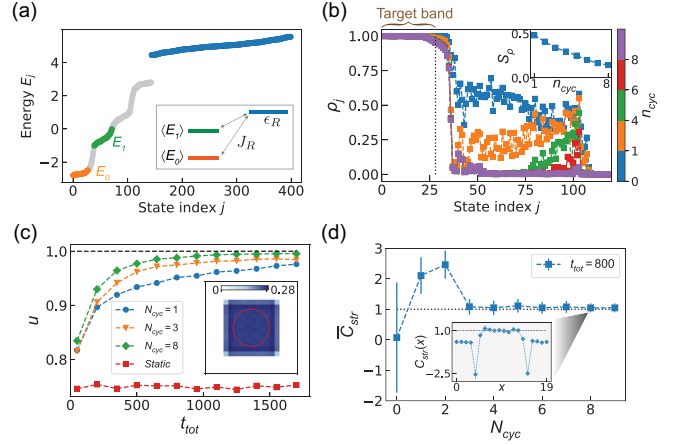 (a)
Energy E_j
4
2
0
−2
0
100
200
300
400
State index j
E_0
E_1
⟨E_1⟩
⟨E_0⟩
ϵ_R
J_R
(b)
Target band
ρ_j
1.00
0.75
0.50
0.25
0.00
0
25
50
75
100
State index j
S_ρ
0.5
0.0
1
8
n_cyc
8
6
4
2
1
0
n_cyc
(c)
u
1.0
0.9
0.8
0
500
1000
1500
t_tot
N_cyc = 1
N_cyc = 3
N_cyc = 8
Static
0
0.28
(d)
C̅_str
3
2
1
0
−1
−2
0
2
4
6
8
N_cyc
t_tot = 800
C_str(x)
1.0
−2.5
0
x
19